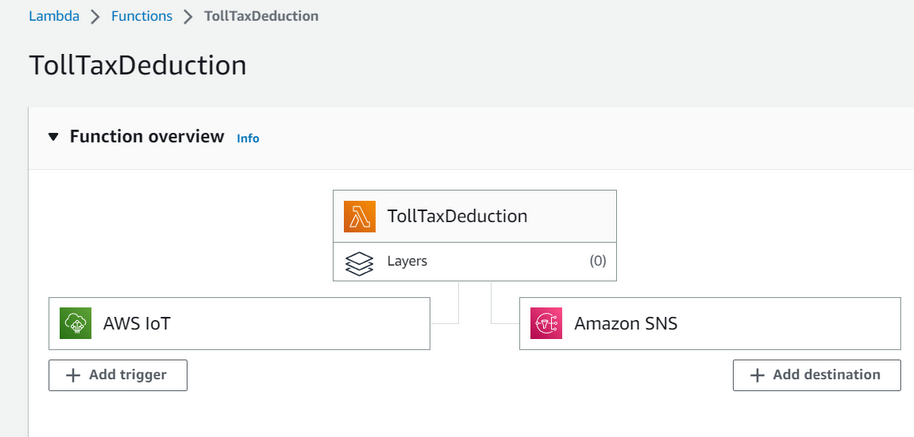 Lambda > Functions > TollTaxDeduction
TollTaxDeduction
Function overview Info
TollTaxDeduction
Layers (0)
AWS IoT
Amazon SNS
+ Add trigger
+ Add destination